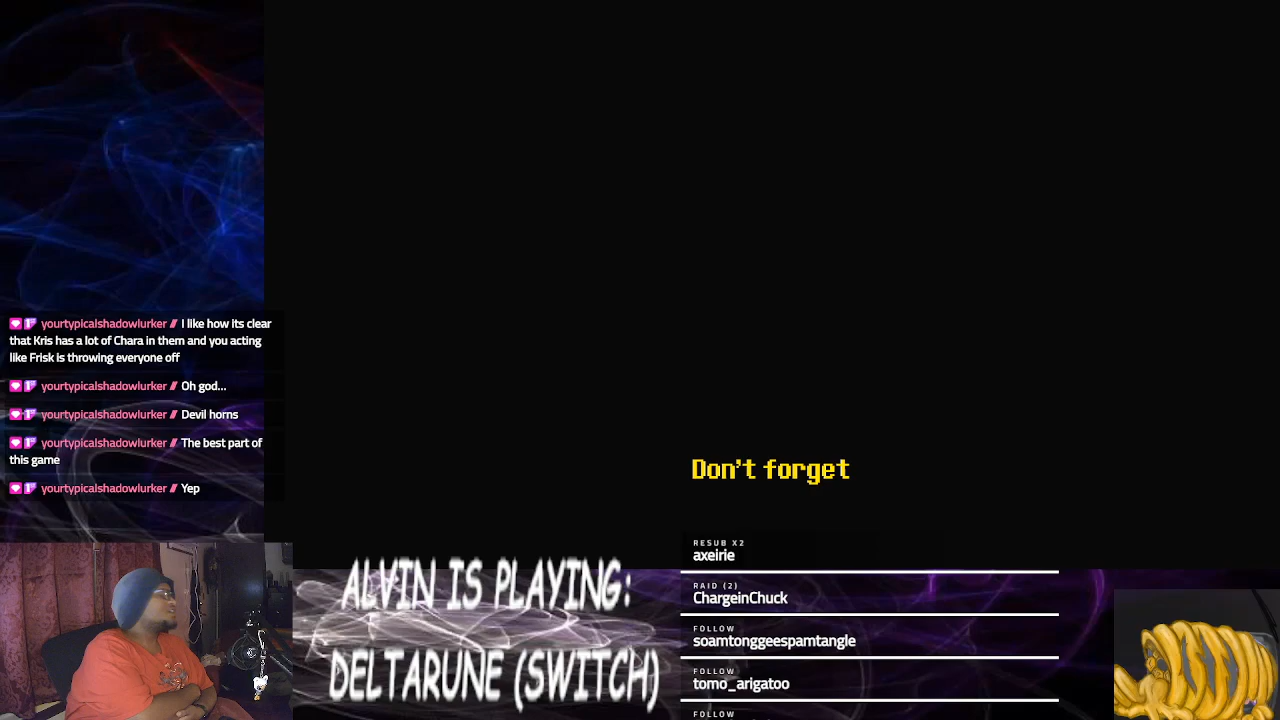 yourtypicalshadowlurker // I like how its clear
that Kris has a lot of Chara in them and you acting
like Frisk is throwing everyone off
yourtypicalshadowlurker // Oh god...
yourtypicalshadowlurker // Devil horns
yourtypicalshadowlurker // The best part of
this game
yourtypicalshadowlurker // Yep
Don't forget
ALVIN IS PLAYING:
DELTARUNE (SWITCH)
RESUB X2
axeirie
RAID (2)
ChargeinChuck
FOLLOW
soamtonggeespamtangle
FOLLOW
tomo_arigatoo
FOLLOW